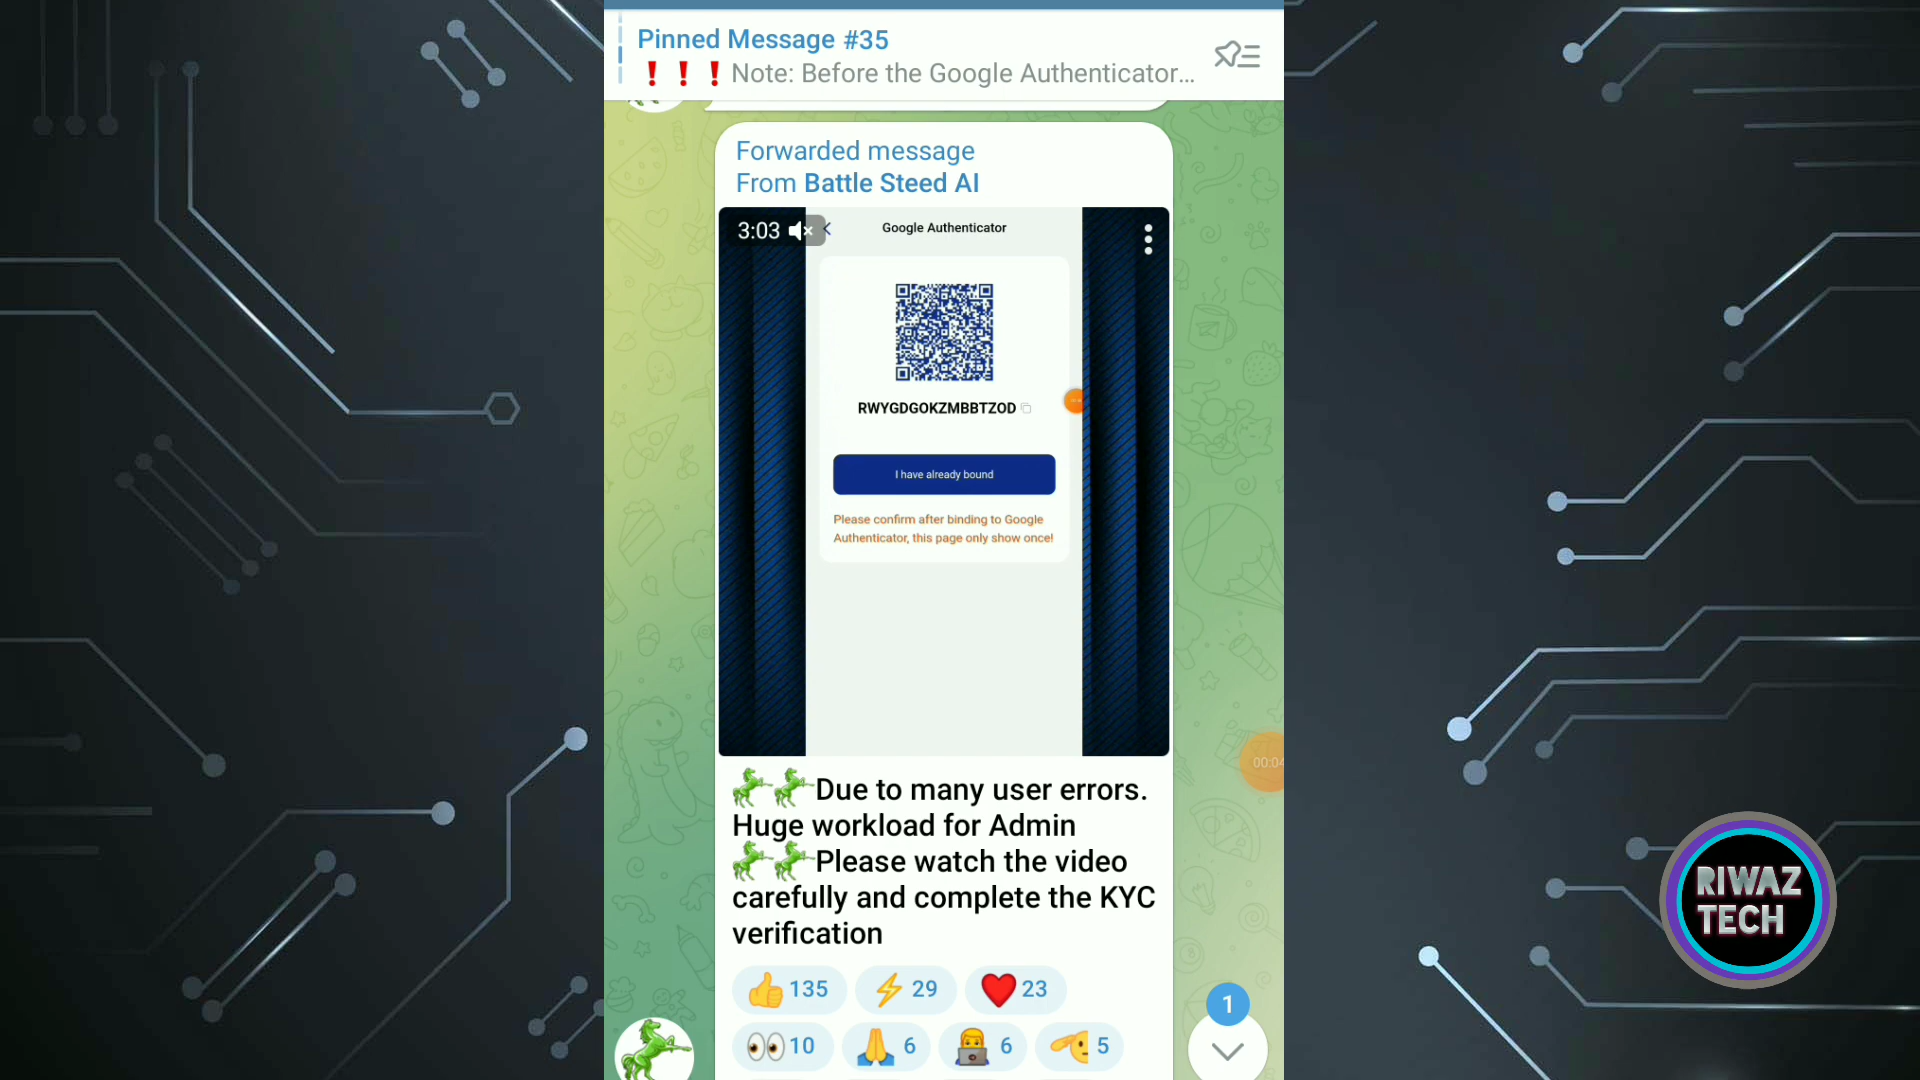 Pinned Message #35
❗❗❗Note: Before the Google Authenticator...
Forwarded message
From Battle Steed AI
3:03
Google Authenticator
RWYGDGOKZMBBTZOD
I have already bound
Please confirm after binding to Google
Authenticator, this page only show once!
Due to many user errors.
Huge workload for Admin
Please watch the video
carefully and complete the KYC
verification
135 29 23
10 6 6 5
1
00:04
RIWAZ
TECH